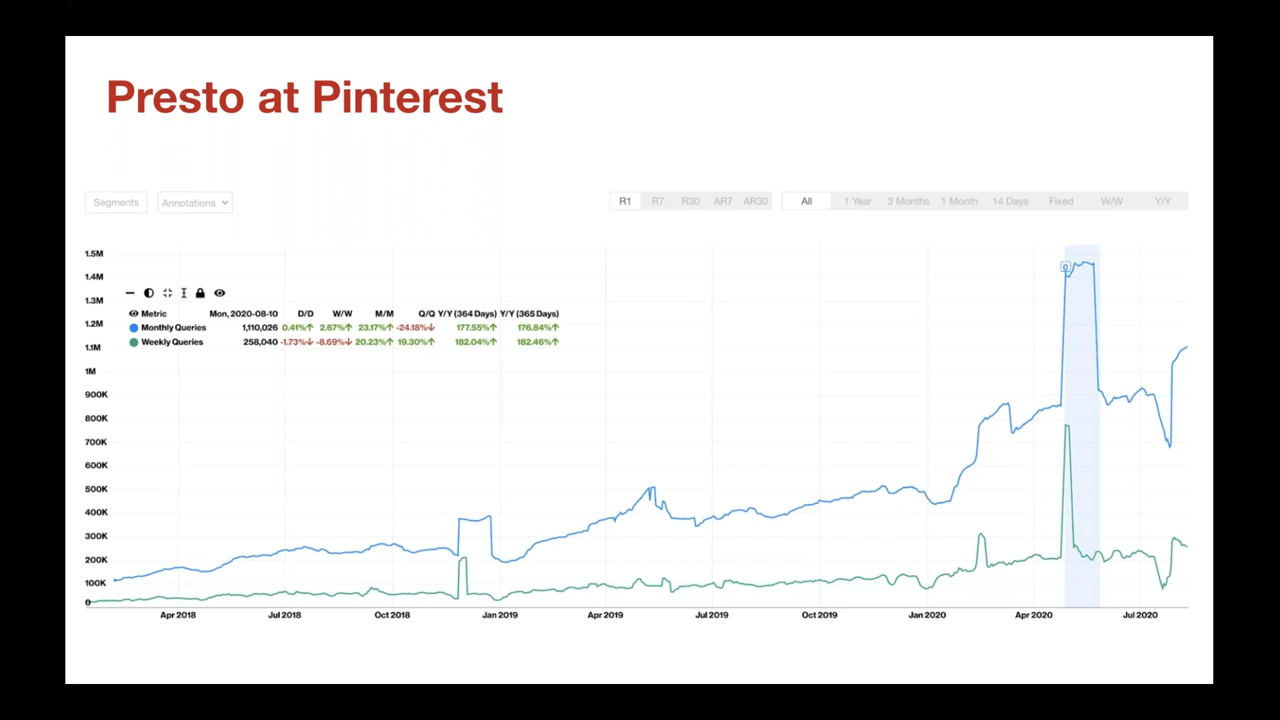 Presto at Pinterest
Segments Annotations R1 R7 R30 AR7 AR30 All 1 Year 3 Months 1 Month 14 Days Fixed W/W Y/Y
1.5M
1.4M
0
1.3M
Metric Mon, 2020-08-10 D/D W/W M/M Q/Q Y/Y (364 Days) Y/Y (365 Days)
1.2M
Monthly Queries 1,110,026 0.41%↑ 2.67%↑ 23.17%↑ -24.18%↓ 177.55%↑ 176.84%↑
Weekly Queries 258,040 -1.73%↓ -8.69%↓ 20.23%↑ 19.30%↑ 182.04%↑ 182.46%↑
1.1M
1M
900K
800K
700K
600K
500K
400K
300K
200K
100K
0
Apr 2018 Jul 2018 Oct 2018 Jan 2019 Apr 2019 Jul 2019 Oct 2019 Jan 2020 Apr 2020 Jul 2020